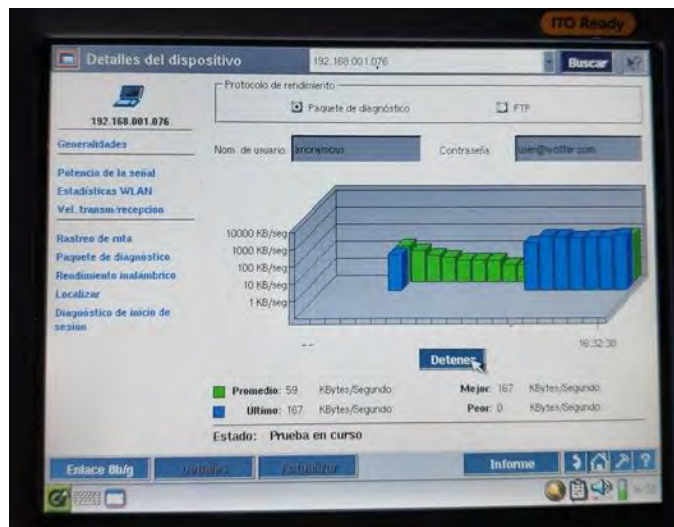 ITO Ready
Detalles del dispositivo
192.168.001.076
Buscar
Protocolo de rendimiento
Paquete de diagnóstico
FTP
192.168.001.076
Generalidades
Nom. de usuario
anonymous
Contraseña
Potencia de la señal
Estadísticas WLAN
Vel. transm/recepción
Rastreo de ruta
Paquete de diagnóstico
Rendimiento inalámbrico
Localizar
Diagnóstico de inicio de
sesión
10000 KB/seg
1000 KB/seg
100 KB/seg
10 KB/seg
1 KB/seg
--
16:32:38
Detener
Promedio: 59 KBytes/Segundo
Mejor: 167 KBytes/Segundo
Último: 167 KBytes/Segundo
Peor: 0 KBytes/Segundo
Estado: Prueba en curso
Enlace 8b/g
Detalles
Actualizar
Informe
?